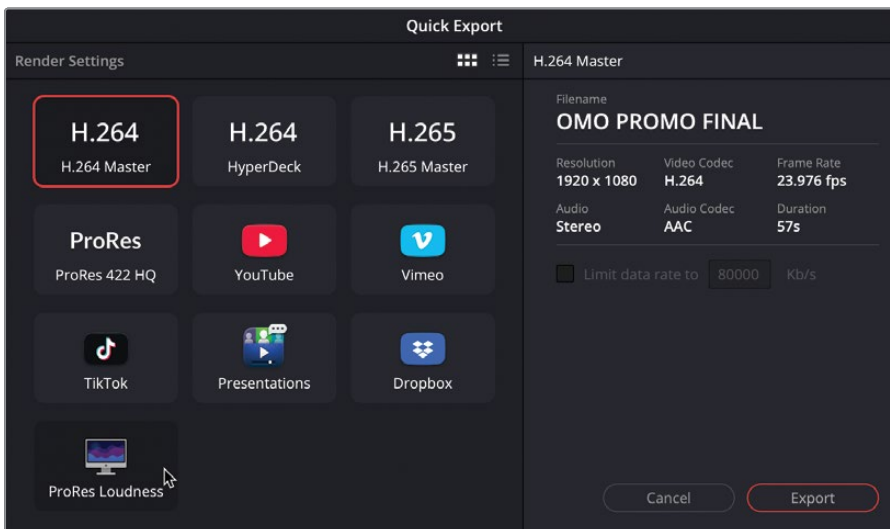 Quick Export
Render Settings
H.264 Master
H.264
H.264 Master
H.264
HyperDeck
H.265
H.265 Master
ProRes
ProRes 422 HQ
YouTube
Vimeo
TikTok
Presentations
Dropbox
ProRes Loudness
Filename
OMO PROMO FINAL
Resolution Video Codec Frame Rate
1920 x 1080 H.264 23.976 fps
Audio Audio Codec Duration
Stereo AAC 57s
Limit data rate to 80000 Kb/s
Cancel Export